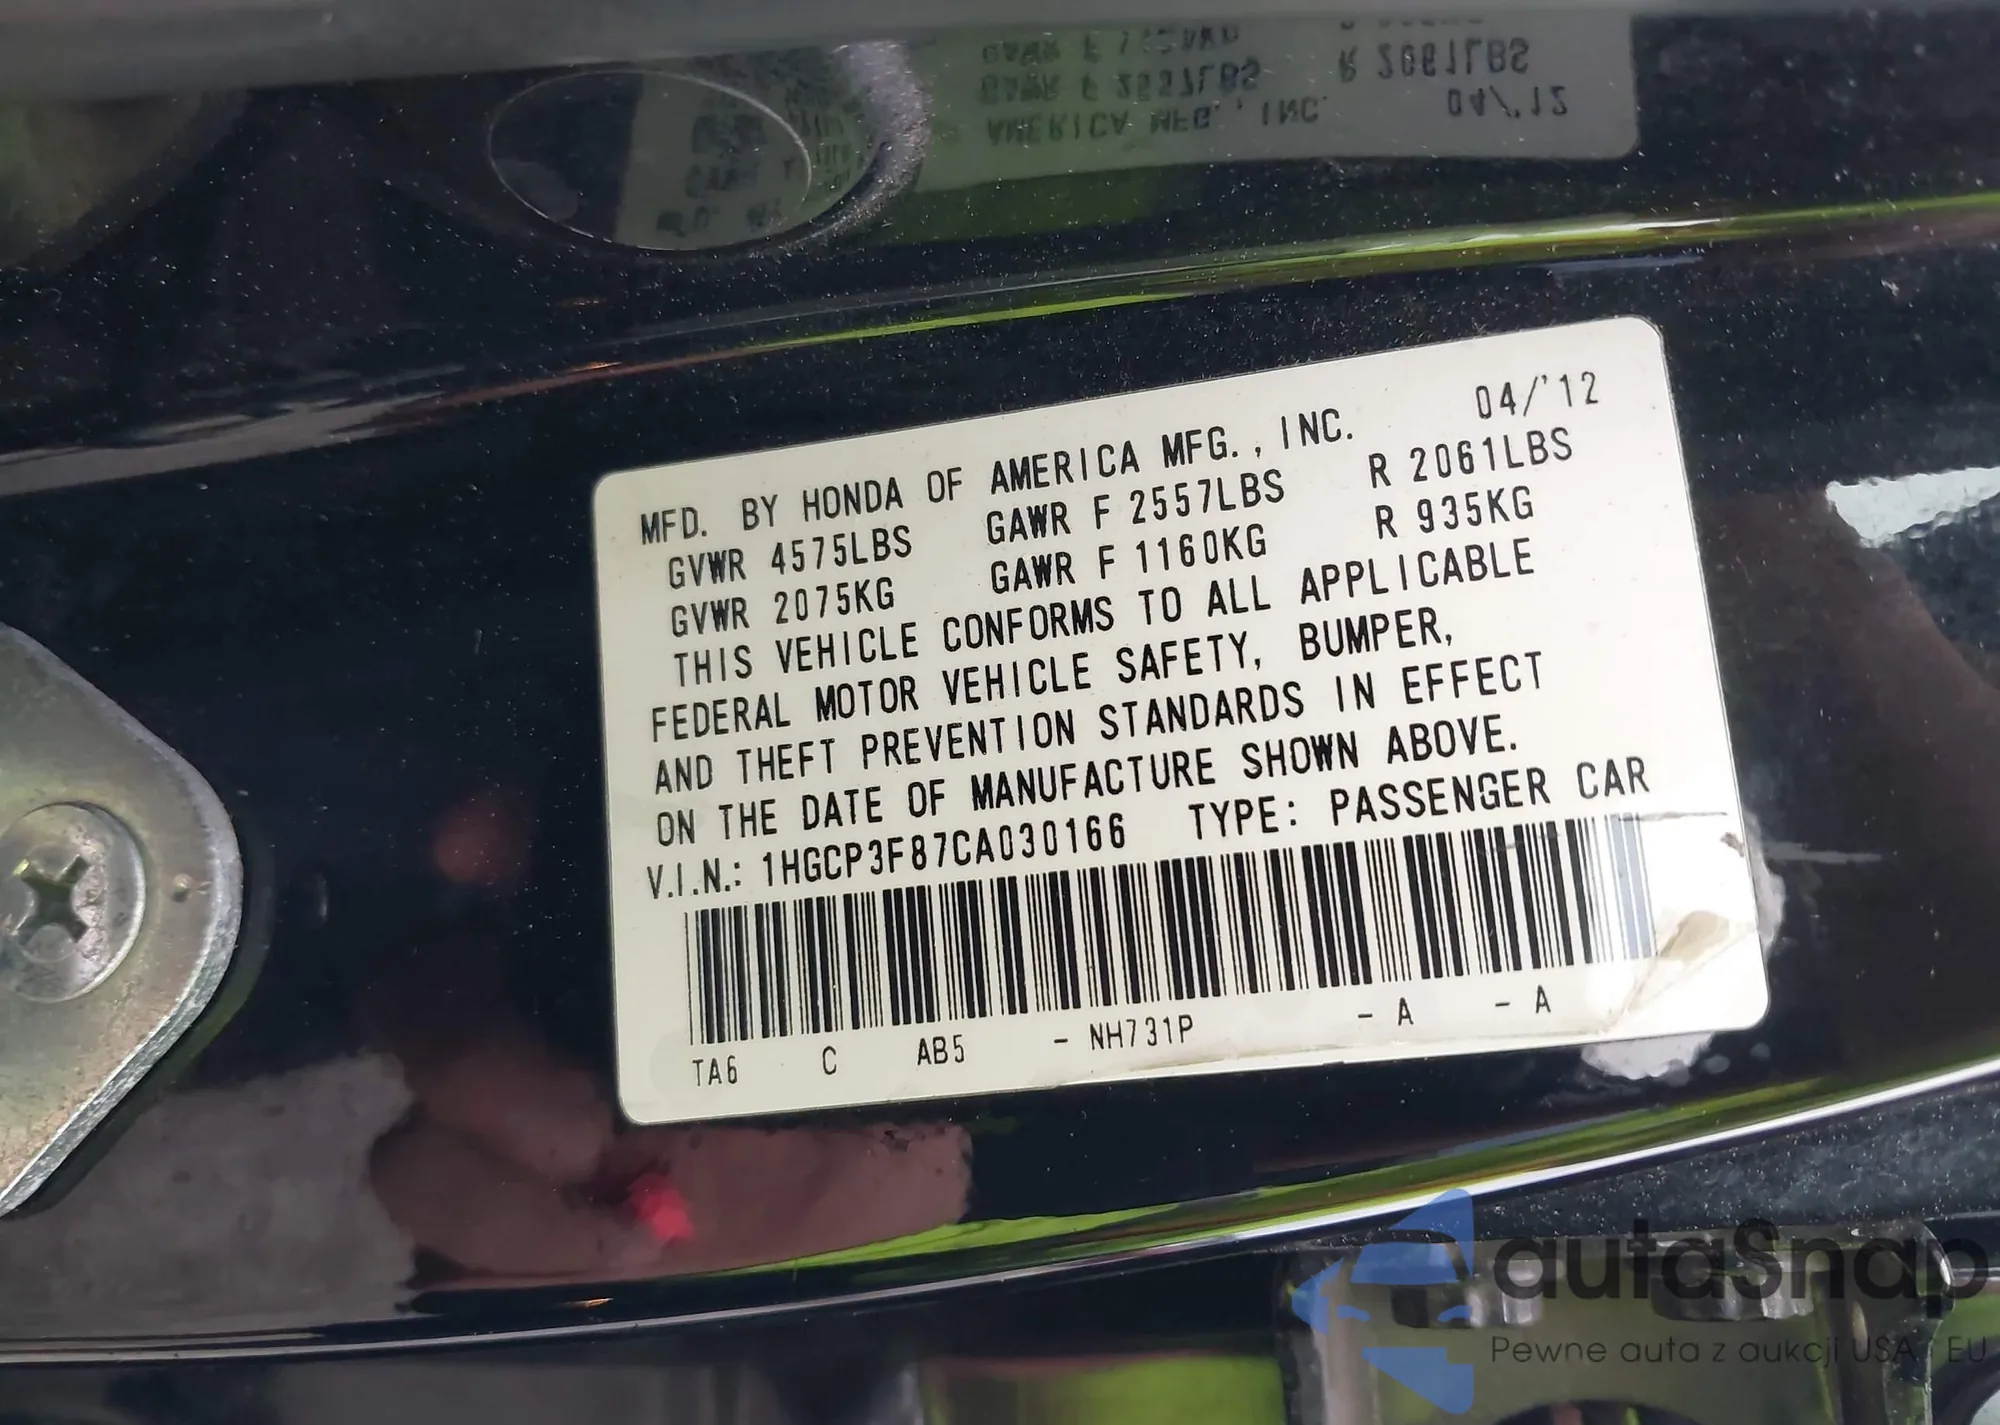 MFD. BY HONDA OF AMERICA MFG., INC. 04/'12
GVWR 4575LBS GAWR F 2557LBS R 2061LBS
GVWR 2075KG GAWR F 1160KG R 935KG
THIS VEHICLE CONFORMS TO ALL APPLICABLE
FEDERAL MOTOR VEHICLE SAFETY, BUMPER,
AND THEFT PREVENTION STANDARDS IN EFFECT
ON THE DATE OF MANUFACTURE SHOWN ABOVE.
V.I.N.: 1HGCP3F87CA030166 TYPE: PASSENGER CAR
TA6 C AB5 - NH731P - A - A
autaSnap
Pewne auta z aukcji USA i EU